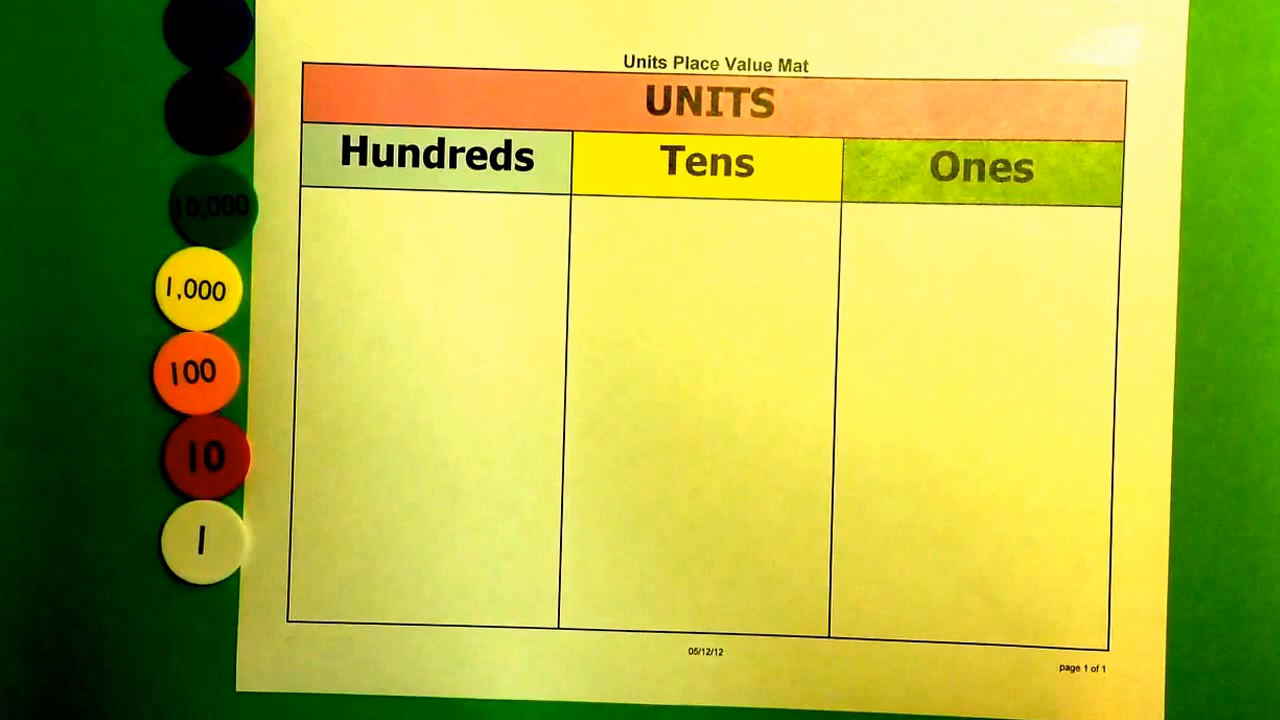 Units Place Value Mat
UNITS
Hundreds Tens Ones
10,000
1,000
100
10
1
05/12/12
page 1 of 1